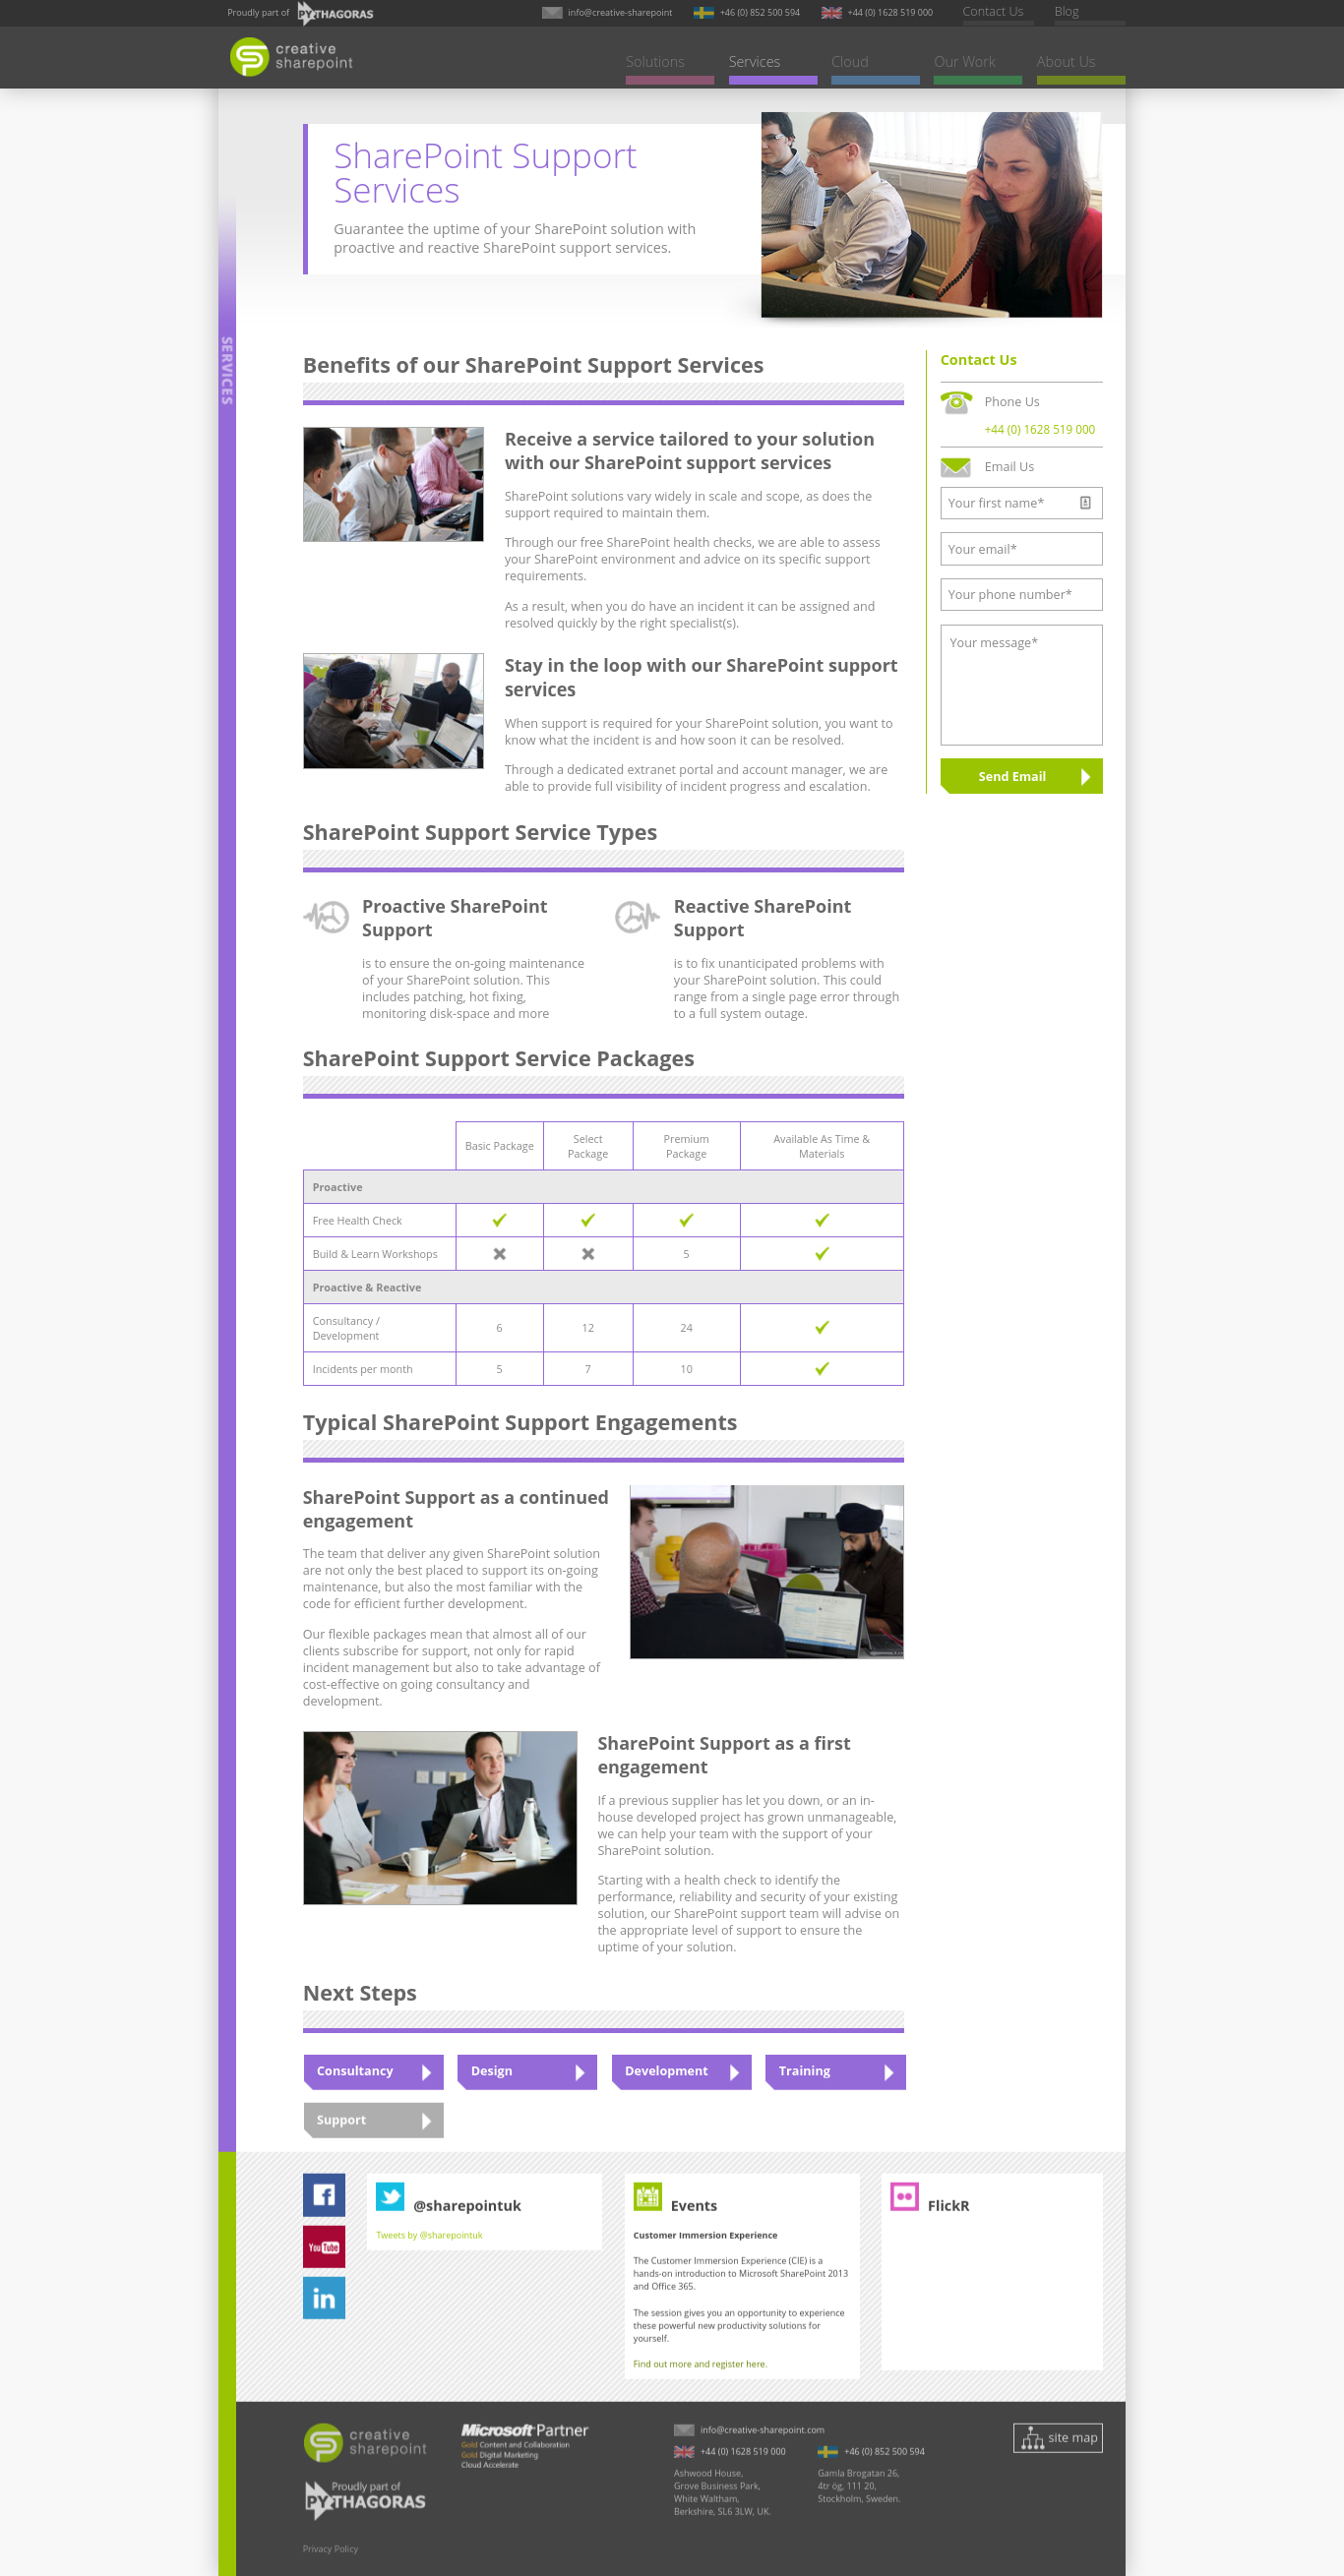 Proudly part of PYTHAGORAS
info@creative-sharepoint
+46 (0) 852 500 594
+44 (0) 1628 519 000
Contact Us
Blog
creative
sharepoint
Solutions
Services
Cloud
Our Work
About Us
SharePoint Support
Services
Guarantee the uptime of your SharePoint solution with
proactive and reactive SharePoint support services.
SERVICES
Benefits of our SharePoint Support Services
Receive a service tailored to your solution
with our SharePoint support services
SharePoint solutions vary widely in scale and scope, as does the
support required to maintain them.
Through our free SharePoint health checks, we are able to assess
your SharePoint environment and advice on its specific support
requirements.
As a result, when you do have an incident it can be assigned and
resolved quickly by the right specialist(s).
Stay in the loop with our SharePoint support
services
When support is required for your SharePoint solution, you want to
know what the incident is and how soon it can be resolved.
Through a dedicated extranet portal and account manager, we are
able to provide full visibility of incident progress and escalation.
Contact Us
Phone Us
+44 (0) 1628 519 000
Email Us
Your first name*
Your email*
Your phone number*
Your message*
Send Email
SharePoint Support Service Types
Proactive SharePoint
Support
is to ensure the on-going maintenance
of your SharePoint solution. This
includes patching, hot fixing,
monitoring disk-space and more
Reactive SharePoint
Support
is to fix unanticipated problems with
your SharePoint solution. This could
range from a single page error through
to a full system outage.
SharePoint Support Service Packages
Basic Package
Select
Package
Premium
Package
Available As Time &
Materials
Proactive
Free Health Check
Build & Learn Workshops 5
Proactive & Reactive
Consultancy /
Development
6 12 24
Incidents per month 5 7 10
Typical SharePoint Support Engagements
SharePoint Support as a continued
engagement
The team that deliver any given SharePoint solution
are not only the best placed to support its on-going
maintenance, but also the most familiar with the
code for efficient further development.
Our flexible packages mean that almost all of our
clients subscribe for support, not only for rapid
incident management but also to take advantage of
cost-effective on going consultancy and
development.
SharePoint Support as a first
engagement
If a previous supplier has let you down, or an in-
house developed project has grown unmanageable,
we can help your team with the support of your
SharePoint solution.
Starting with a health check to identify the
performance, reliability and security of your existing
solution, our SharePoint support team will advise on
the appropriate level of support to ensure the
uptime of your solution.
Next Steps
Consultancy
Design
Development
Training
Support
You Tube
in
@sharepointuk
Tweets by @sharepointuk
Events
Customer Immersion Experience
The Customer Immersion Experience (CIE) is a
hands-on introduction to Microsoft SharePoint 2013
and Office 365.
The session gives you an opportunity to experience
these powerful new productivity solutions for
yourself.
Find out more and register here.
FlickR
creative
sharepoint
Proudly part of
PYTHAGORAS
Privacy Policy
Microsoft Partner
Gold Content and Collaboration
Gold Digital Marketing
Cloud Accelerate
info@creative-sharepoint.com
+44 (0) 1628 519 000
Ashwood House,
Grove Business Park,
White Waltham,
Berkshire, SL6 3LW, UK.
+46 (0) 852 500 594
Gamla Brogatan 26,
4tr ög, 111 20,
Stockholm, Sweden.
site map